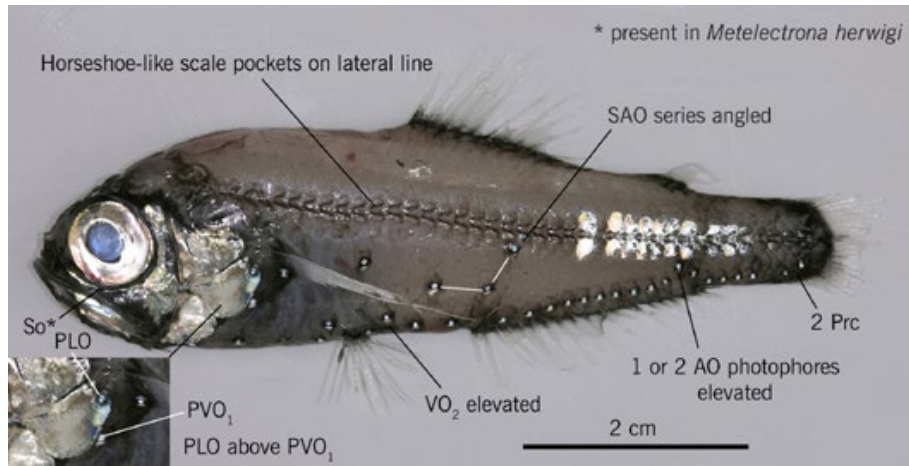 * present in Metelectrona herwigi
Horseshoe-like scale pockets on lateral line
SAO series angled
So*
PLO
2 Prc
1 or 2 AO photophores
elevated
VO₂ elevated
PVO₁
PLO above PVO₁
2 cm